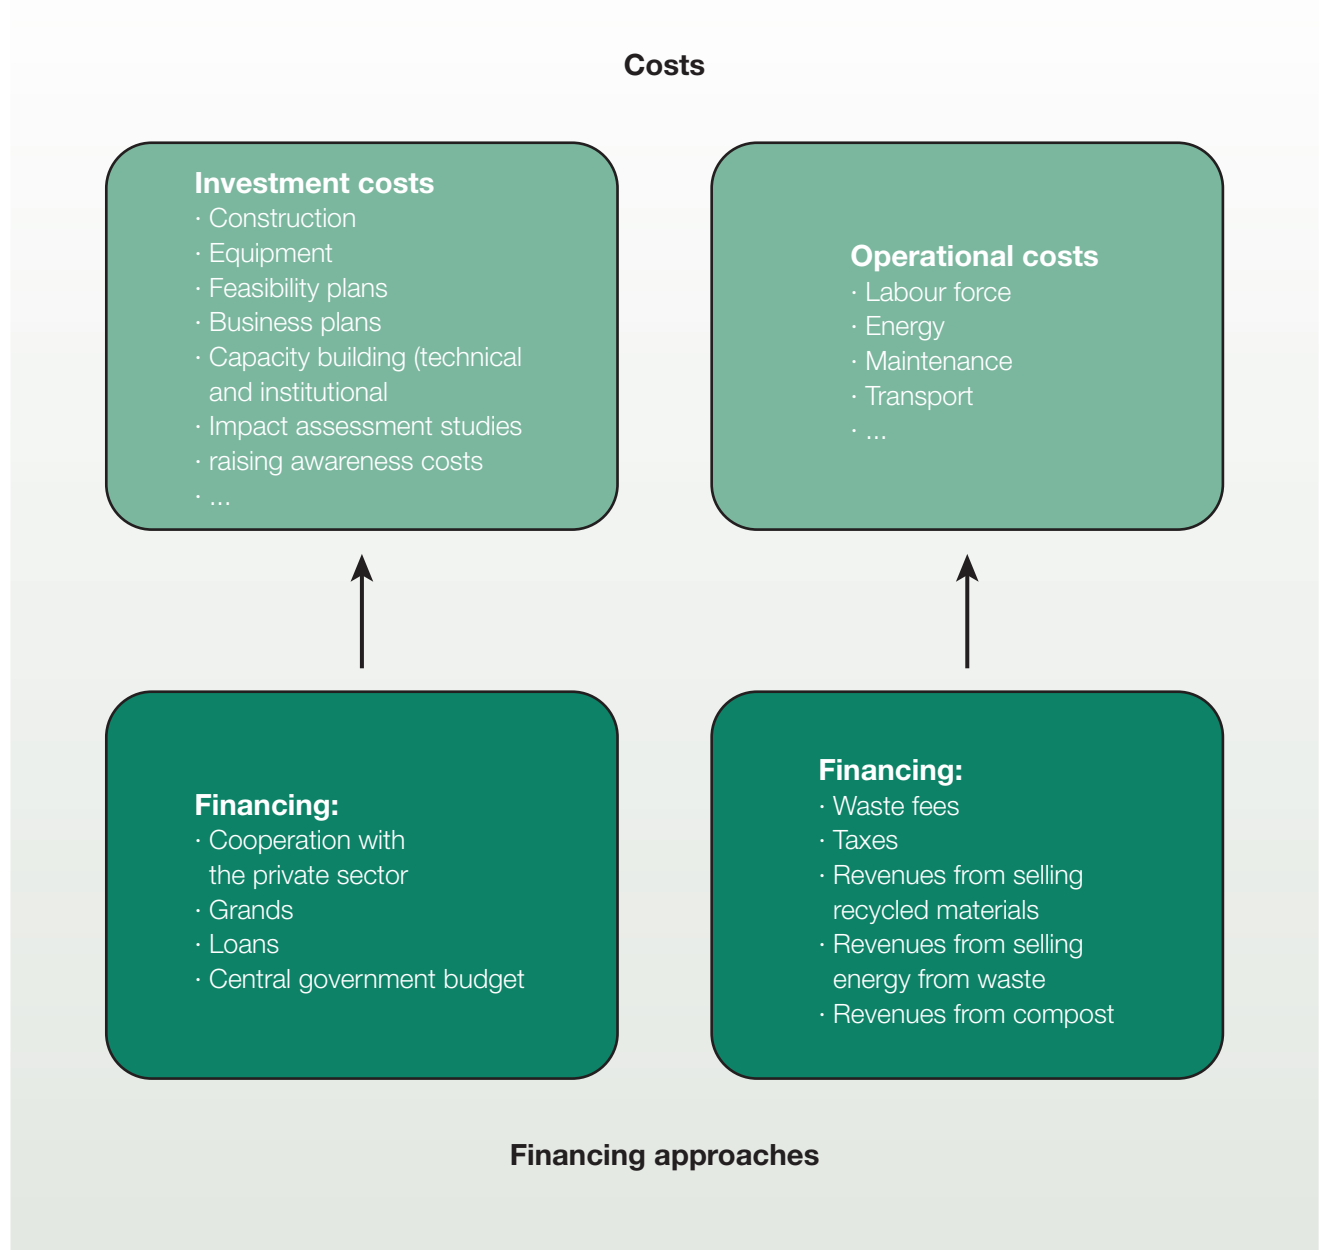 Costs
Investment costs
· Construction
· Equipment
· Feasibility plans
· Business plans
· Capacity building (technical
and institutional
· Impact assessment studies
· raising awareness costs
· ...
Operational costs
· Labour force
· Energy
· Maintenance
· Transport
· ...
Financing:
· Cooperation with
the private sector
· Grands
· Loans
· Central government budget
Financing:
· Waste fees
· Taxes
· Revenues from selling
recycled materials
· Revenues from selling
energy from waste
· Revenues from compost
Financing approaches